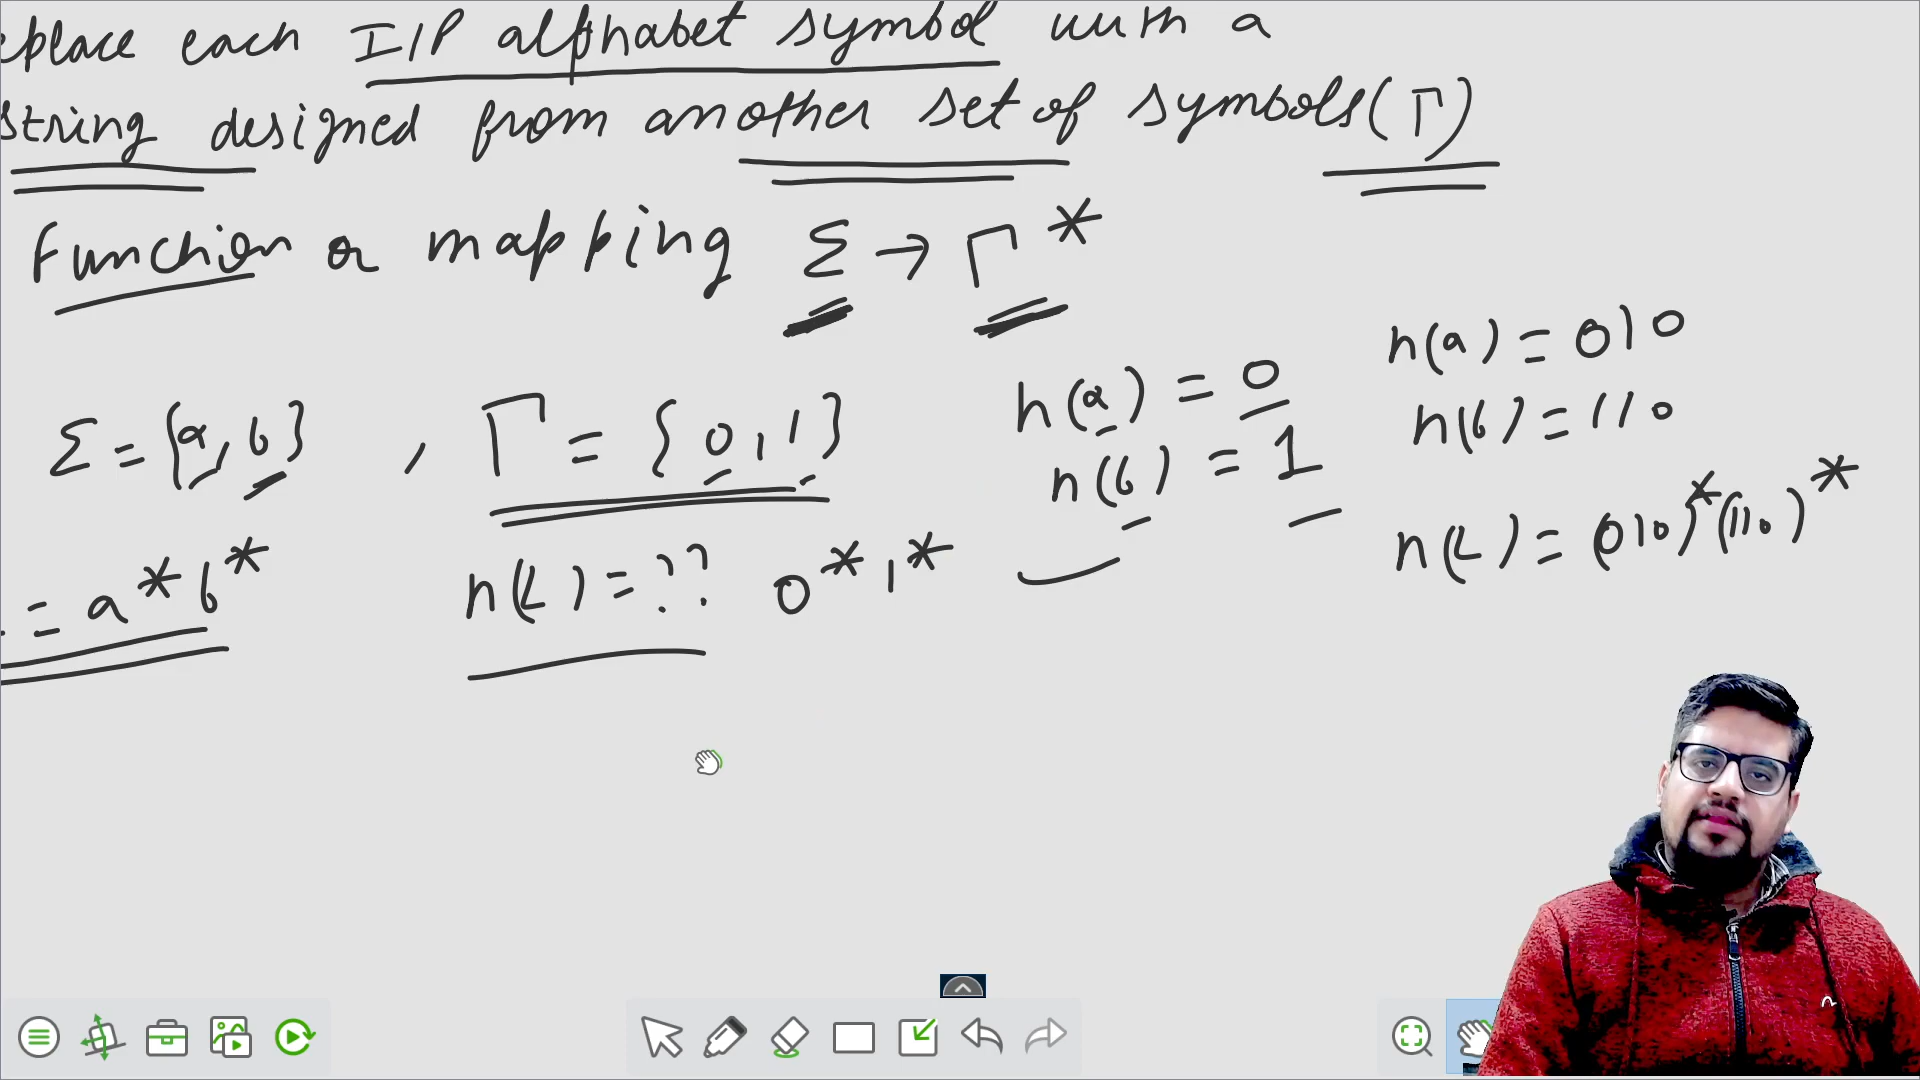 eplace each I/P alphabet symbol with a
string designed from another set of symbols(Γ)
Function or mapping Σ → Γ*
Σ = {a, b} , Γ = {0, 1}
h(a) = 0
h(b) = 1
h(a) = 010
h(b) = 110
h(L) = (010)*(110)*
= a*b*
h(L) = ?? 0*1*